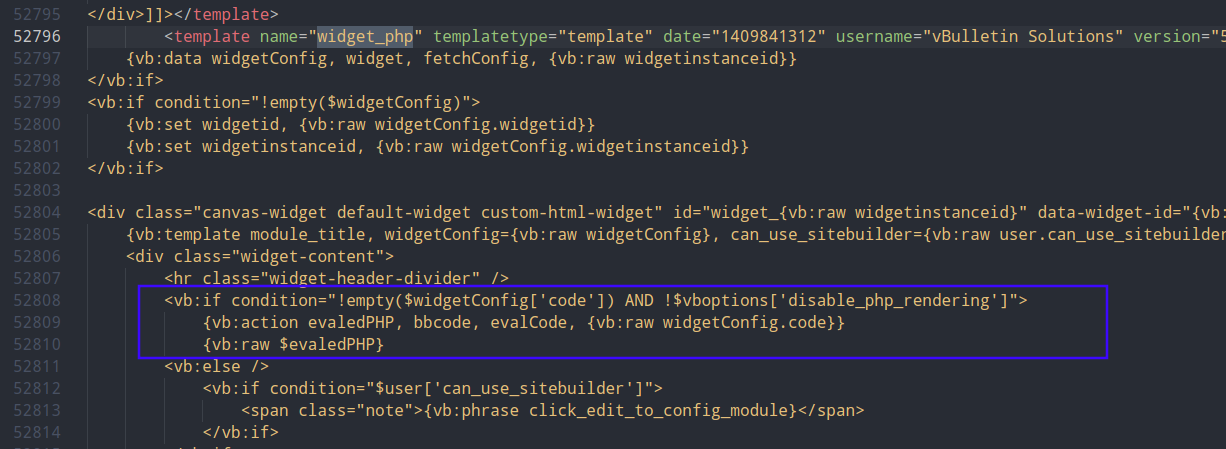 52795 </div>]]></template>
52796 <template name="widget_php" templatetype="template" date="1409841312" username="vBulletin Solutions" version="5
52797 {vb:data widgetConfig, widget, fetchConfig, {vb:raw widgetinstanceid}}
52798 </vb:if>
52799 <vb:if condition="!empty($widgetConfig)">
52800 {vb:set widgetid, {vb:raw widgetConfig.widgetid}}
52801 {vb:set widgetinstanceid, {vb:raw widgetConfig.widgetinstanceid}}
52802 </vb:if>
52803
52804 <div class="canvas-widget default-widget custom-html-widget" id="widget_{vb:raw widgetinstanceid}" data-widget-id="{vb:
52805 {vb:template module_title, widgetConfig={vb:raw widgetConfig}, can_use_sitebuilder={vb:raw user.can_use_sitebuilder
52806 <div class="widget-content">
52807 <hr class="widget-header-divider" />
52808 <vb:if condition="!empty($widgetConfig['code']) AND !$vboptions['disable_php_rendering']">
52809 {vb:action evaledPHP, bbcode, evalCode, {vb:raw widgetConfig.code}}
52810 {vb:raw $evaledPHP}
52811 <vb:else />
52812 <vb:if condition="$user['can_use_sitebuilder']">
52813 <span class="note">{vb:phrase click_edit_to_config_module}</span>
52814 </vb:if>